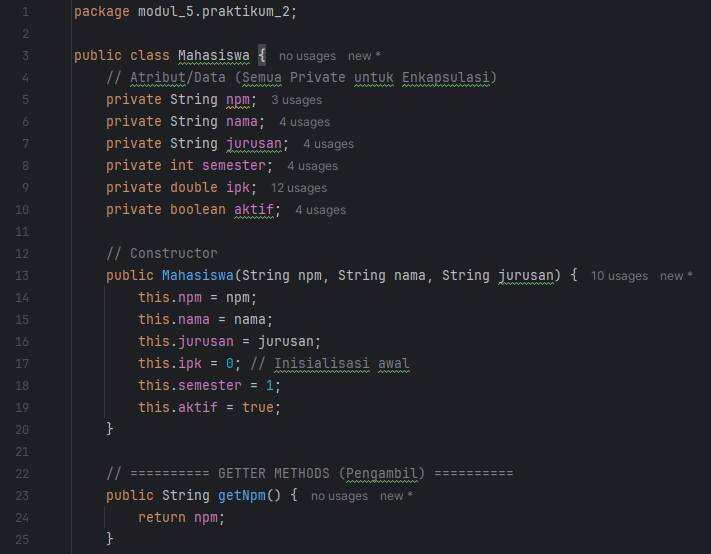 1 package modul_5.praktikum_2;
2
3 public class Mahasiswa { no usages new *
4 // Atribut/Data (Semua Private untuk Enkapsulasi)
5 private String npm; 3 usages
6 private String nama; 4 usages
7 private String jurusan; 4 usages
8 private int semester; 4 usages
9 private double ipk; 12 usages
10 private boolean aktif; 4 usages
11
12 // Constructor
13 public Mahasiswa(String npm, String nama, String jurusan) { 10 usages new *
14 this.npm = npm;
15 this.nama = nama;
16 this.jurusan = jurusan;
17 this.ipk = 0; // Inisialisasi awal
18 this.semester = 1;
19 this.aktif = true;
20 }
21
22 // ========== GETTER METHODS (Pengambil) ==========
23 public String getNpm() { no usages new *
24 return npm;
25 }